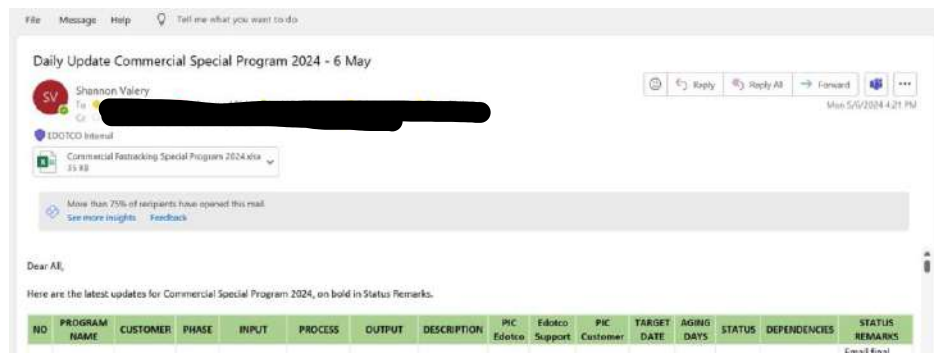 File Message Help Tell me what you want to do
Daily Update Commercial Special Program 2024 - 6 May
SV Shannon Valery
Reply Reply All Forward
To
Mon 5/6/2024 4:21 PM
Cc
EDOTCO Internal
Commercial Fastracking Special Program 2024.xlsx
35 KB
More than 75% of recipients have opened this mail
See more insights Feedback
Dear All,
Here are the latest updates for Commercial Special Program 2024, on bold in Status Remarks.
NO PROGRAM NAME CUSTOMER PHASE INPUT PROCESS OUTPUT DESCRIPTION PIC Edotco Edotco Support PIC Customer TARGET DATE AGING DAYS STATUS DEPENDENCIES STATUS REMARKS
Email final